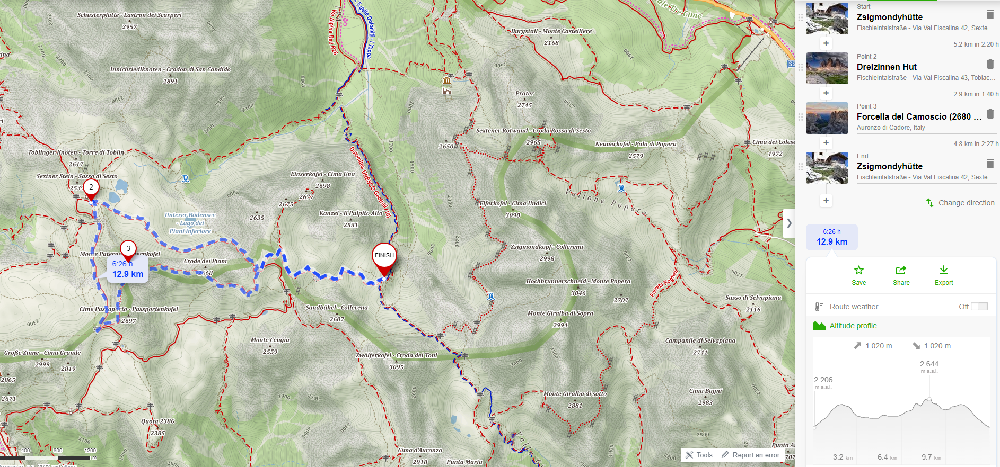 Schusterplatte - Lastron dei Scarperi
2957
Innichriedlknoten - Crodon di San Candido
2891
Via Alpina Red R26
. 5 delle Dolomiti - I Tappa
Burgstall - Monte Castelliere
2168
ale Tre Cime
SS
Prater
2745
Sextener Rotwand - Croda Rossa di Sesto
2965
2650
Neunerkofel - Pala di Popera
2579
Cima dei Colese
1972
Toblinger Knoten - Torre di Toblin
2617
Sextner Stein - Sasso di Sesto
2539
2
Dolomites UNESCO Geotrail (10)
Einserkofel - Cima Una
2698
2677
2675
2635
Kanzel - Il Pulpito Alto
2531
Unterer Bödensee
- Lago dei
Piani inferiore
Elferkofel - Cima Undici
3090
Vallone Popera
Zsigmondkopf - Collerena
2998
3
6:26 h
12.9 km
Crode dei Piani
FINISH
Hochbrunnerschneid - Monte Popera
3046
2707
Ferrata Roghel
Sasso di Selvapiana
2116
Cime Passaporto - Passportenkofel
2697
Sandbühel - Collerena
2607
Monte Giralba di Sopra
2994
Monte Cengia
2559
Campanile di Selvapiana
2741
Große Zinne - Cima Grande
2999
2819
2865
2671
Zwölferkofel - Croda dei Toni
3095
Monte Giralba di sotto
2881
Cima Bagni
2983
Quota 2386
2385
Cima d'Auronzo
2918
Punta Maria
400 800 1200
m
Tools
Report an error
Start
Zsigmondyhütte
Fischleintalstraße - Via Val Fiscalina 42, Sexte...
5.2 km in 2:20 h
Point 2
Dreizinnen Hut
Fischleintalstraße - Via Val Fiscalina 43, Toblac...
2.9 km in 1:40 h
Point 3
Forcella del Camoscio (2680 ...
Auronzo di Cadore, Italy
4.8 km in 2:27 h
End
Zsigmondyhütte
Fischleintalstraße - Via Val Fiscalina 42, Sexte...
Change direction
6:26 h
12.9 km
Save
Share
Export
Route weather
Off
Altitude profile
1 020 m
1 020 m
2 644
m a.s.l.
2 206
m a.s.l.
3.2 km
6.4 km
9.7 km